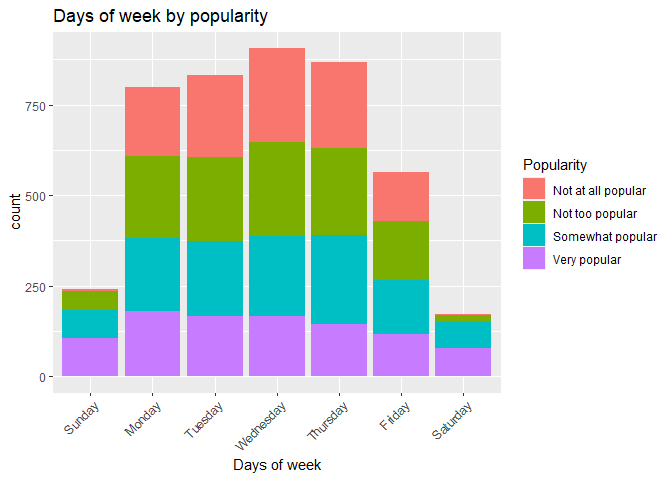 Days of week by popularity
count
750
500
250
0
Sunday
Monday
Tuesday
Wednesday
Thursday
Friday
Saturday
Days of week
Popularity
Not at all popular
Not too popular
Somewhat popular
Very popular